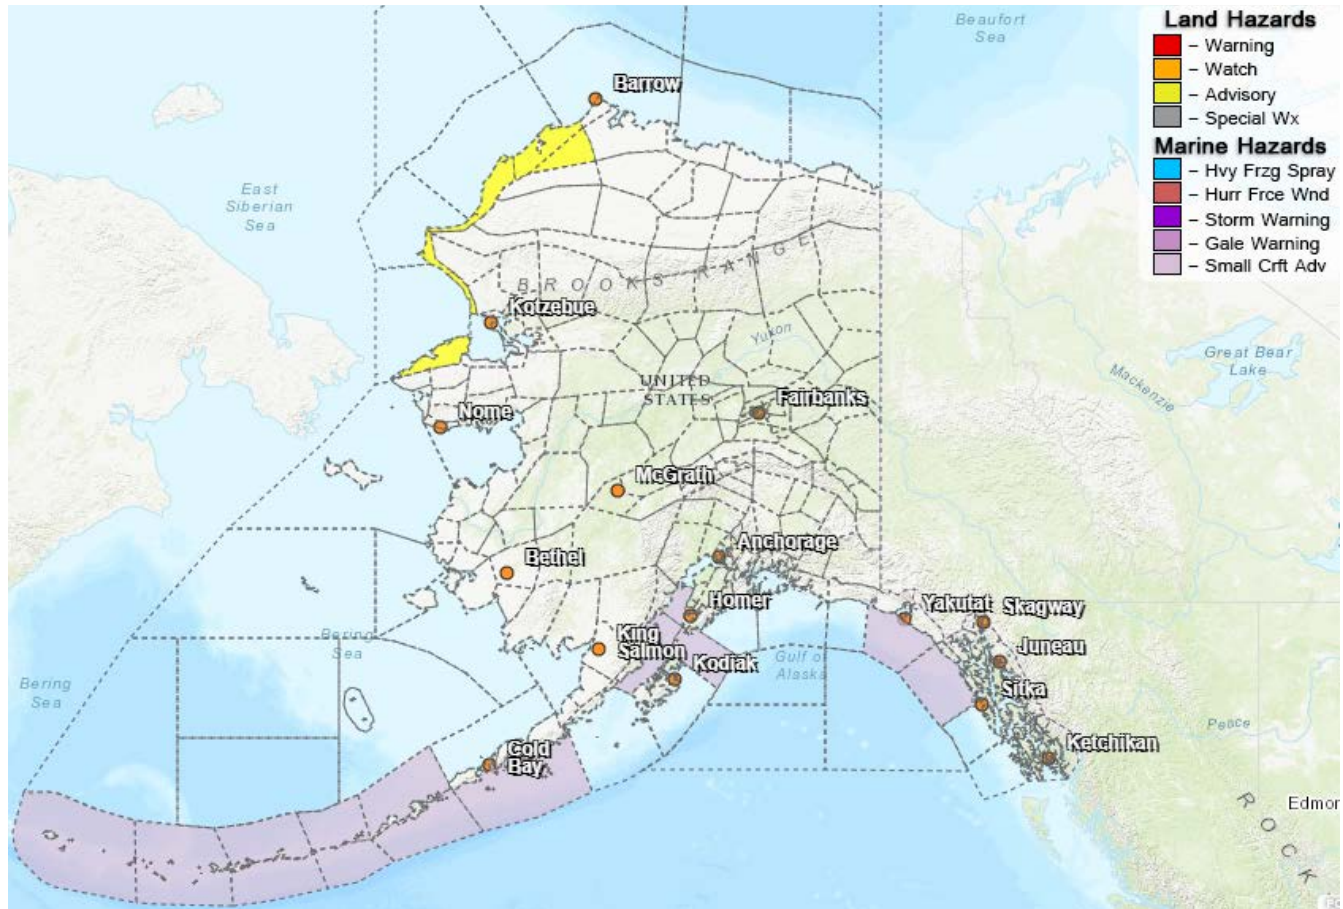 Beaufort
Sea
Land Hazards
– Warning
– Watch
– Advisory
– Special Wx
Marine Hazards
– Hvy Frzg Spray
– Hurr Frce Wnd
– Storm Warning
– Gale Warning
– Small Crft Adv
Barrow
East
Siberian
Sea
BROOKS RANGE
Kotzebue
Yukon
Great Bear
Lake
Mackenzie
UNITED
STATES
Fairbanks
Nome
McGrath
Anchorage
Bethel
Homer
Yakutat
Skagway
King
Salmon
Kodiak
Juneau
Bering
Sea
Gulf of
Alaska
Sitka
Bering
Sea
Peace
Ketchikan
Cold
Bay
Edmor
ROCK